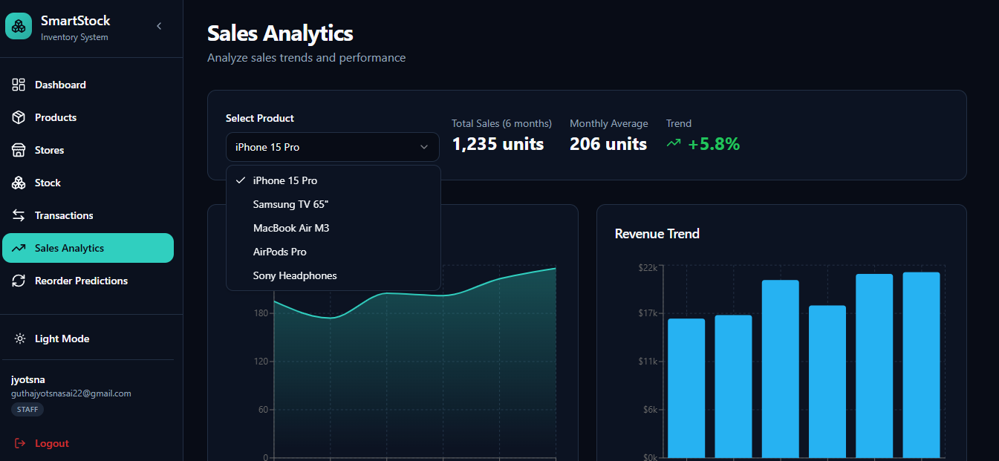 SmartStock
Inventory System
Dashboard
Products
Stores
Stock
Transactions
Sales Analytics
Reorder Predictions
Light Mode
jyotsna
guthajyotsnasai22@gmail.com
STAFF
Logout
Sales Analytics
Analyze sales trends and performance
Select Product
iPhone 15 Pro
Total Sales (6 months)
1,235 units
Monthly Average
206 units
Trend
+5.8%
iPhone 15 Pro
Samsung TV 65"
MacBook Air M3
AirPods Pro
Sony Headphones
180
120
60
0
Revenue Trend
$22k
$17k
$11k
$6k
$0k